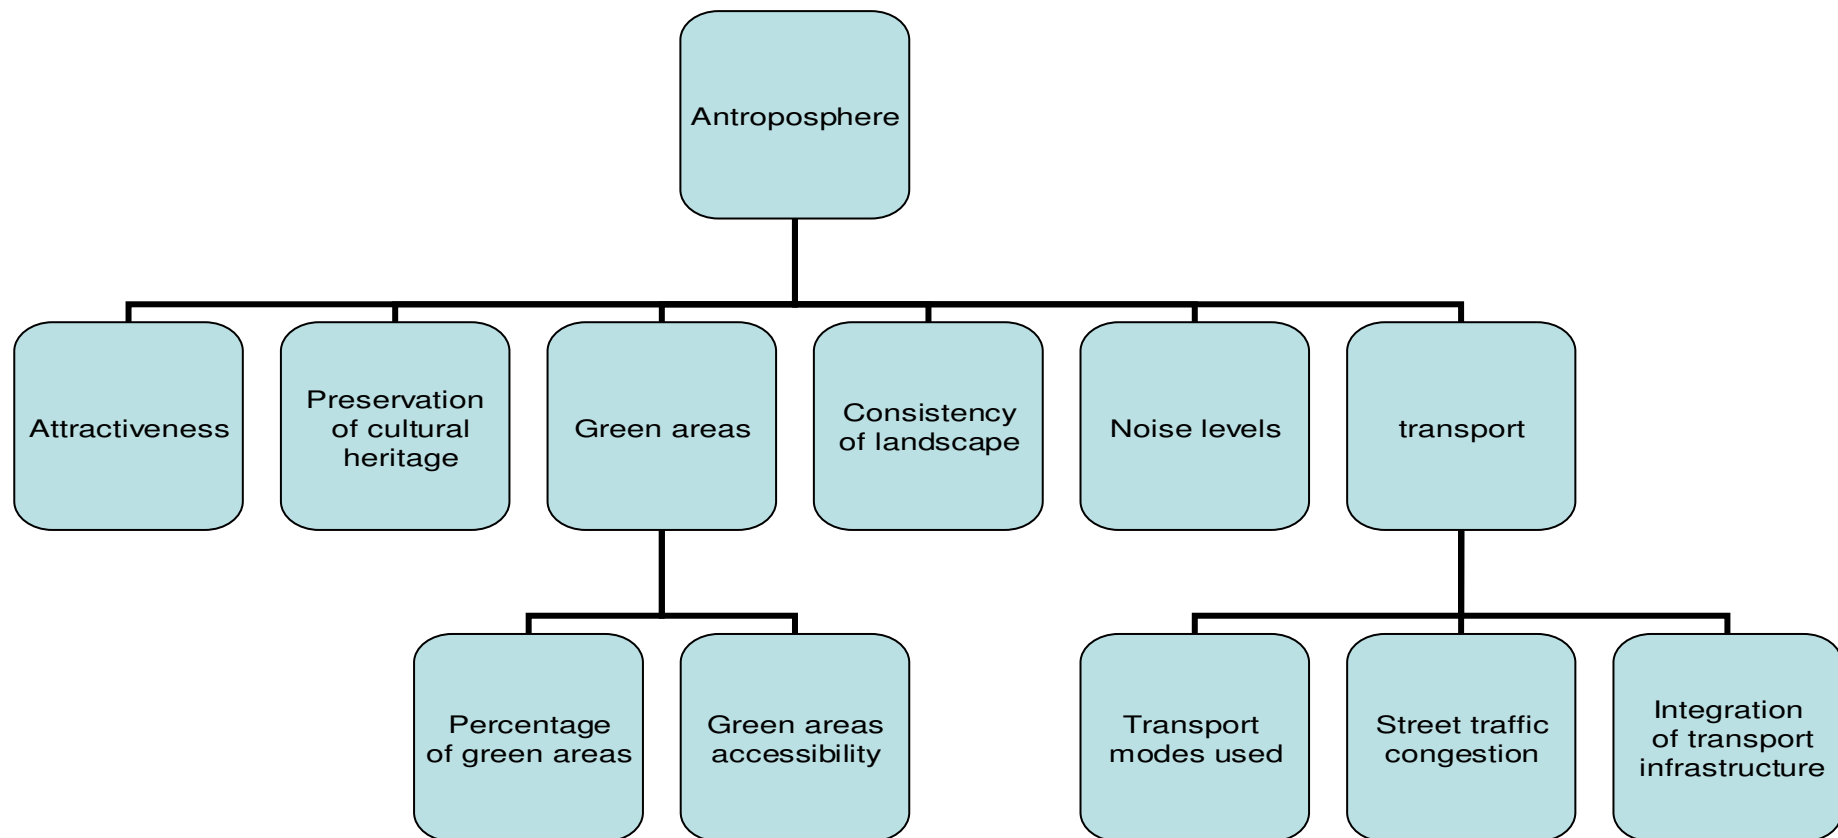 Antroposphere
Attractiveness
Preservation
of cultural
heritage
Green areas
Consistency
of landscape
Noise levels
transport
Percentage
of green areas
Green areas
accessibility
Transport
modes used
Street traffic
congestion
Integration
of transport
infrastructure